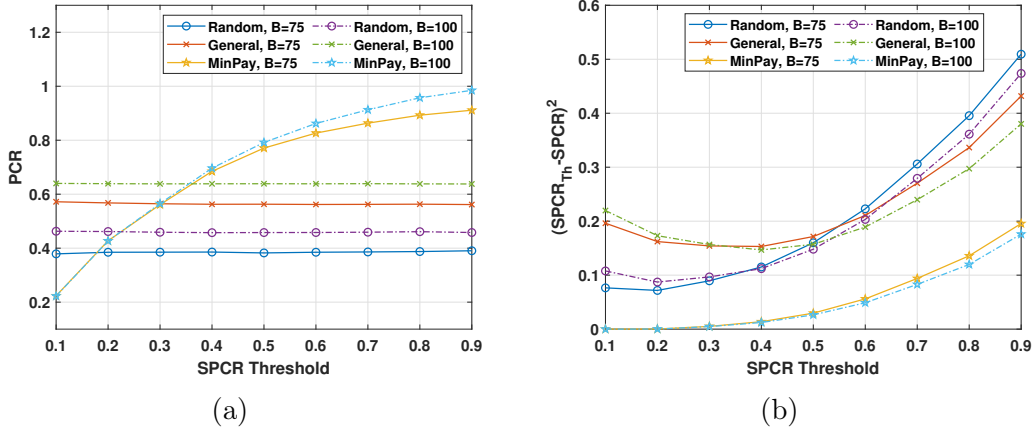 1.2
1
0.8
0.6
0.4
0.2
PCR
Random, B=75
General, B=75
MinPay, B=75
Random, B=100
General, B=100
MinPay, B=100
0.1 0.2 0.3 0.4 0.5 0.6 0.7 0.8 0.9
SPCR Threshold
(a)
0.6
0.5
0.4
0.3
0.2
0.1
0
(SPCR_Th-SPCR)^2
Random, B=75
General, B=75
MinPay, B=75
Random, B=100
General, B=100
MinPay, B=100
0.1 0.2 0.3 0.4 0.5 0.6 0.7 0.8 0.9
SPCR Threshold
(b)